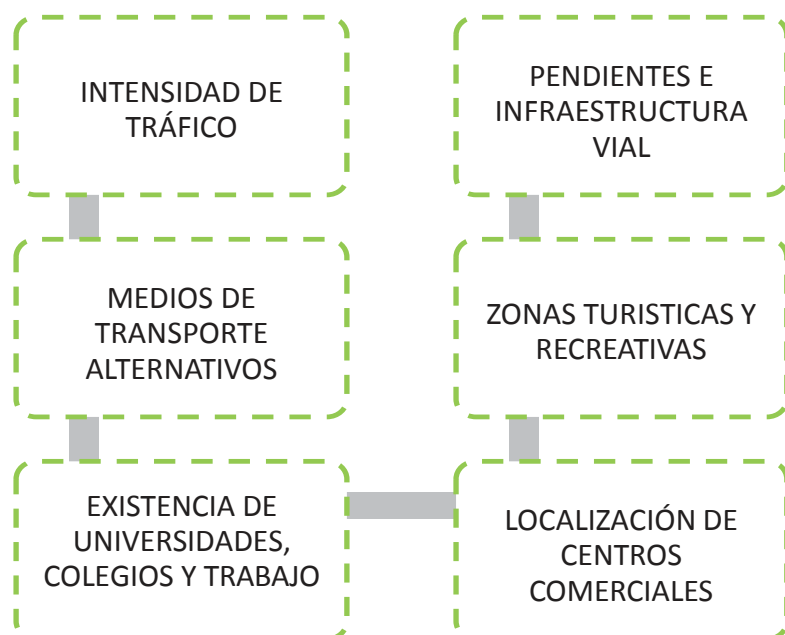 INTENSIDAD DE
TRÁFICO
MEDIOS DE
TRANSPORTE
ALTERNATIVOS
EXISTENCIA DE
UNIVERSIDADES,
COLEGIOS Y TRABAJO
LOCALIZACIÓN DE
CENTROS
COMERCIALES
ZONAS TURISTICAS Y
RECREATIVAS
PENDIENTES E
INFRAESTRUCTURA
VIAL